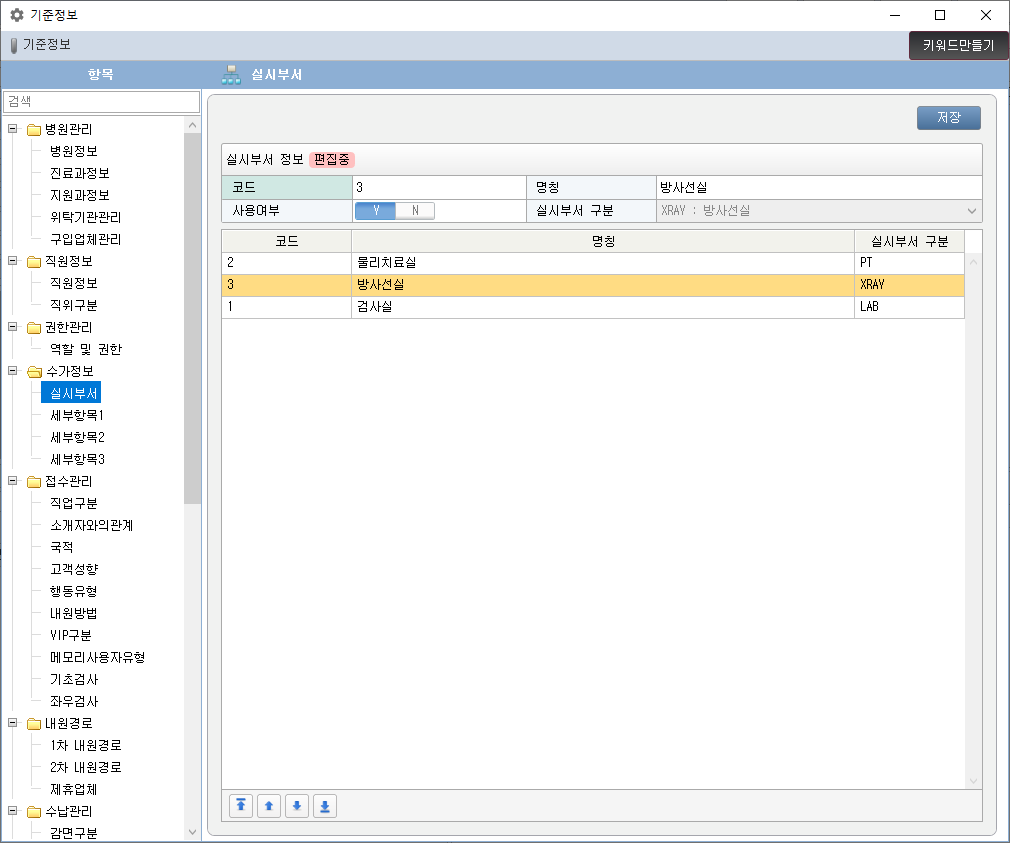 기준정보
기준정보
키워드만들기
항목
실시부서
검색
병원관리
병원정보
진료과정보
지원과정보
위탁기관관리
구입업체관리
직원정보
직원정보
직위구분
권한관리
역할 및 권한
수가정보
실시부서
세부항목1
세부항목2
세부항목3
접수관리
직업구분
소개자와의관계
국적
고객성향
행동유형
내원방법
VIP구분
메모리사용자유형
기초검사
좌우검사
내원경로
1차 내원경로
2차 내원경로
제휴업체
수납관리
감면구분
저장
실시부서 정보 편집중
코드 3 명칭 방사선실
사용여부 Y N 실시부서 구분 XRAY : 방사선실
코드 명칭 실시부서 구분
2 물리치료실 PT
3 방사선실 XRAY
1 검사실 LAB